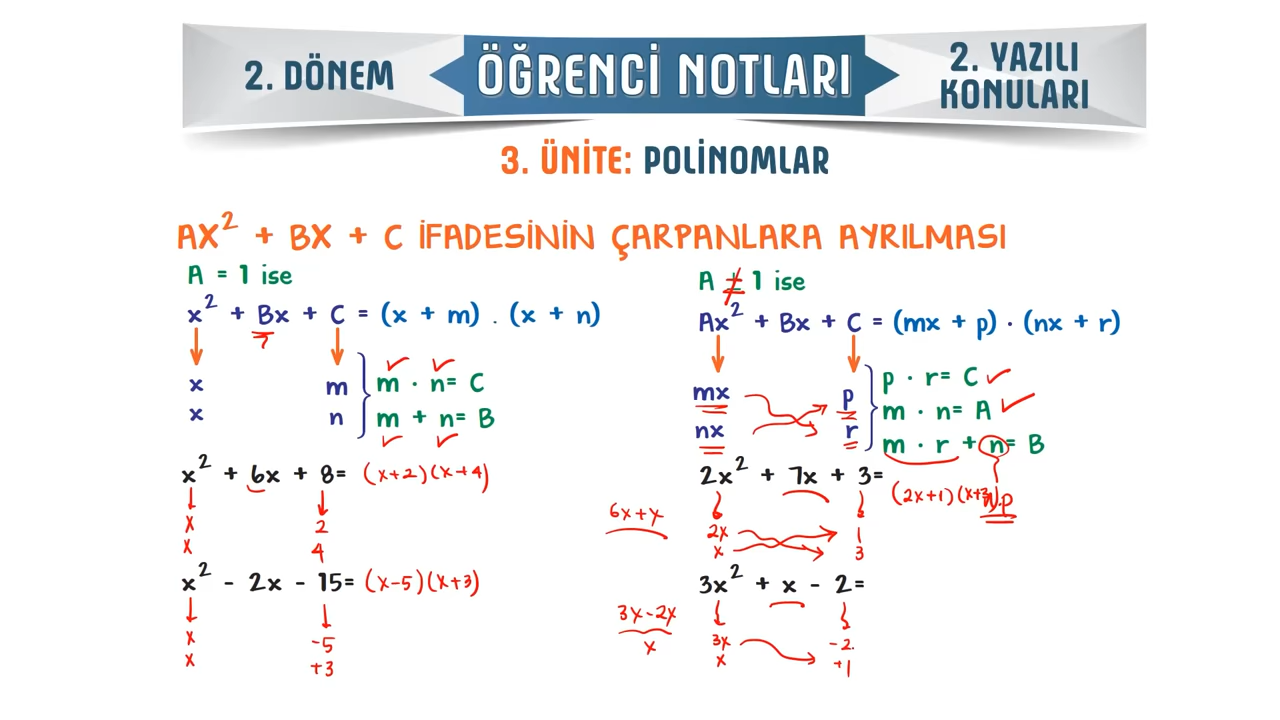 2. DÖNEM
ÖĞRENCİ NOTLARI
2. YAZILI
KONULARI
3. ÜNİTE: POLİNOMLAR
AX² + BX + C İFADESİNİN ÇARPANLARA AYRILMASI
A = 1 ise
x² + Bx + C = (x + m) . (x + n)
7
x m
x n
m · n= C
m + n= B
x² + 6x + 8= (x+2)(x+4)
x 2
x 4
x² - 2x - 15= (x-5)(x+3)
x -5
x +3
A ≠ 1 ise
Ax² + Bx + C = (mx + p) · (nx + r)
mx p
nx r
p · r= C
m · n= A
m · r + n= B
n.p
2x² + 7x + 3= (2x+1)(x+3)
6x+x
2x 1
x 3
3x² + x - 2=
3x-2x
x
3x -2
x +1